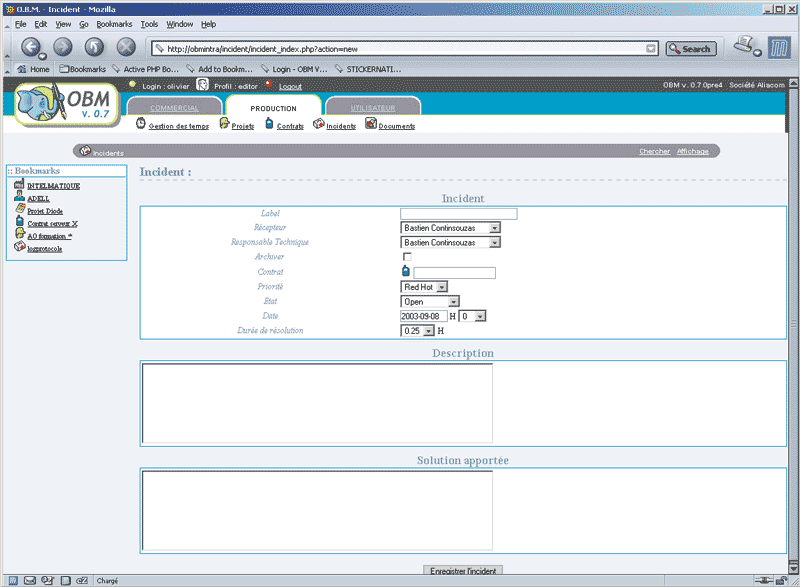 O.B.M. - Incident - Mozilla
File Edit View Go Bookmarks Tools Window Help
http://obmintra/incident/incident_index.php?action=new
Search
Home Bookmarks Active PHP Bo... Add to Bookm... Login - OBM V... STICKERNATI...
Login : olivier Profil : editor Logout OBM v. 0.7.0pre4 Société Aliacom
OBM
v. 0.7
COMMERCIAL PRODUCTION UTILISATEUR
Gestion des temps Projets Contrats Incidents Documents
Incidents Chercher Affichage
:: Bookmarks
INTELMATIQUE
ADELL
Projet Diode
Contrat serveur X
AO formation *
logprotocole
Incident :
Incident
Label
Récepteur Bastien Continsouzas
Responsable Technique Bastien Continsouzas
Archiver
Contrat
Priorité Red Hot
Etat Open
Date 2003-09-08 H 0
Durée de résolution 0.25 H
Description
Solution apportée
Enregistrer l'incident
Chargé